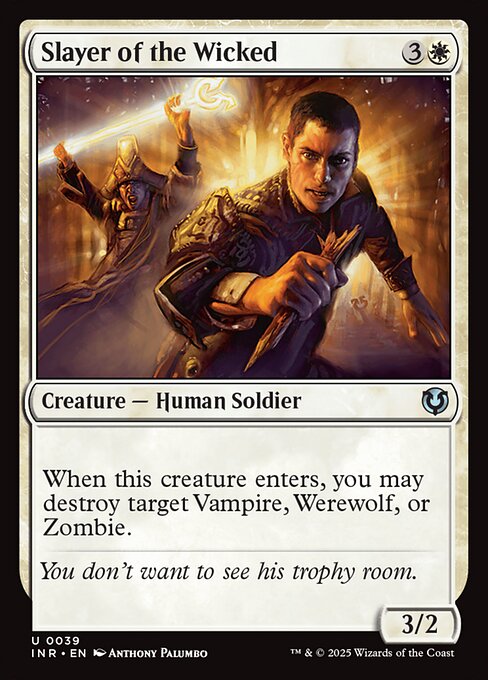 Slayer of the Wicked 3
Creature — Human Soldier
When this creature enters, you may
destroy target Vampire, Werewolf, or
Zombie.
You don't want to see his trophy room.
3/2
U 0039
INR • EN Anthony Palumbo
™ & © 2025 Wizards of the Coast